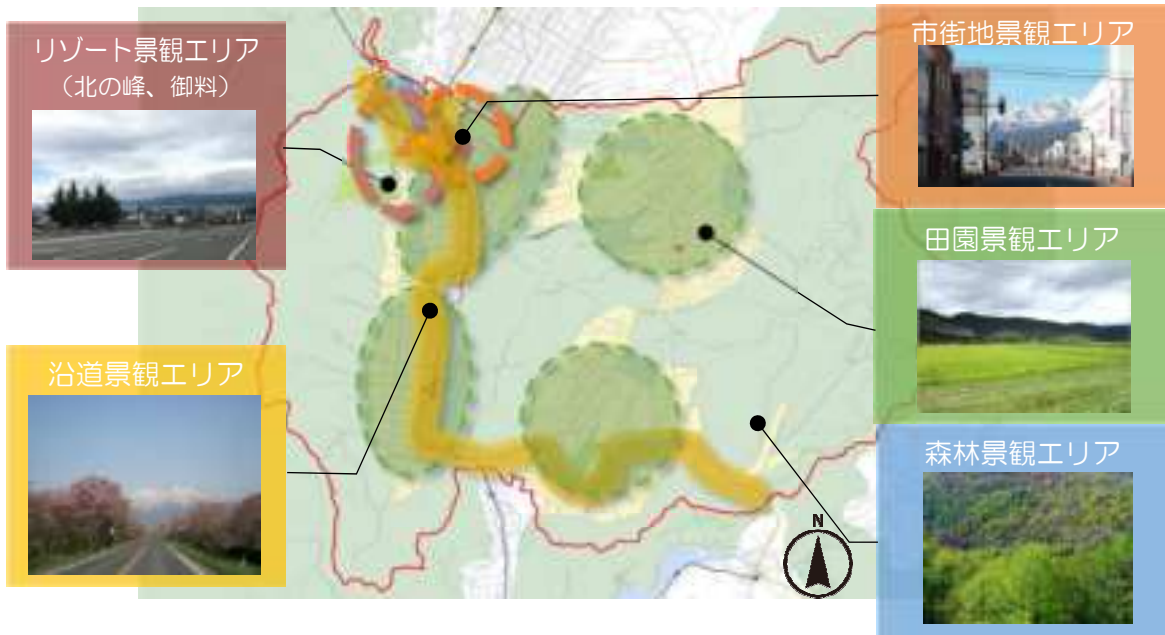 リゾート景観エリア
（北の峰、御料）
沿道景観エリア
市街地景観エリア
田園景観エリア
森林景観エリア
N